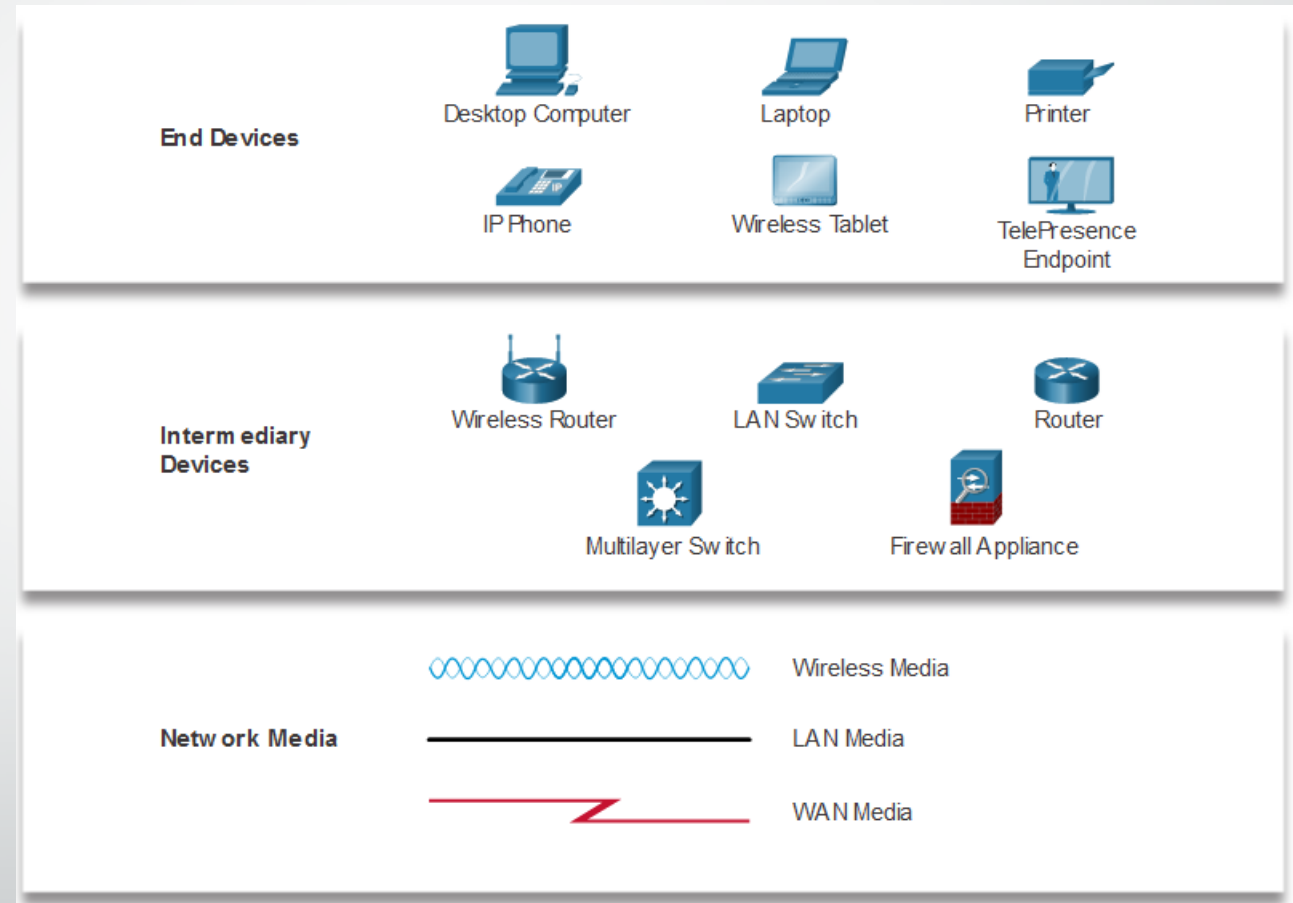 Desktop Computer
Laptop
Printer
End Devices
IP
IP Phone
Wireless Tablet
TelePresence
Endpoint
Wireless Router
LAN Switch
Router
Intermediary
Devices
Multilayer Switch
Firewall Appliance
Wireless Media
Network Media
LAN Media
WAN Media